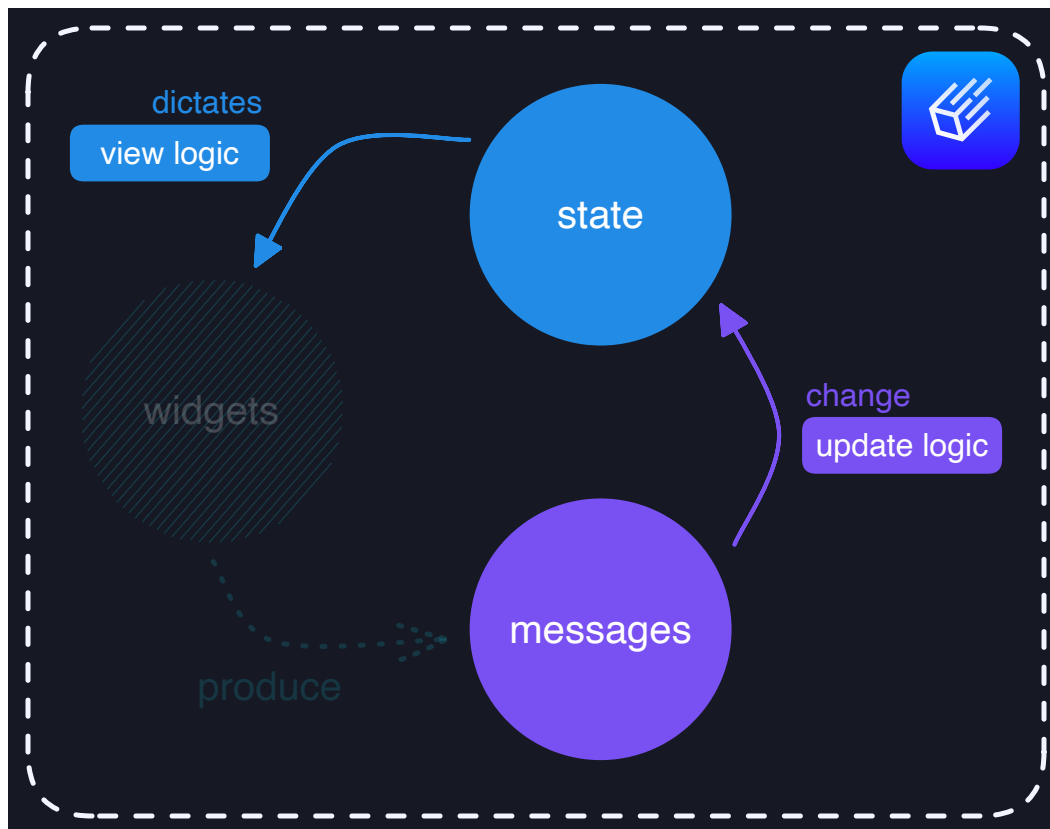 dictates
view logic
state
widgets
change
update logic
messages
produce